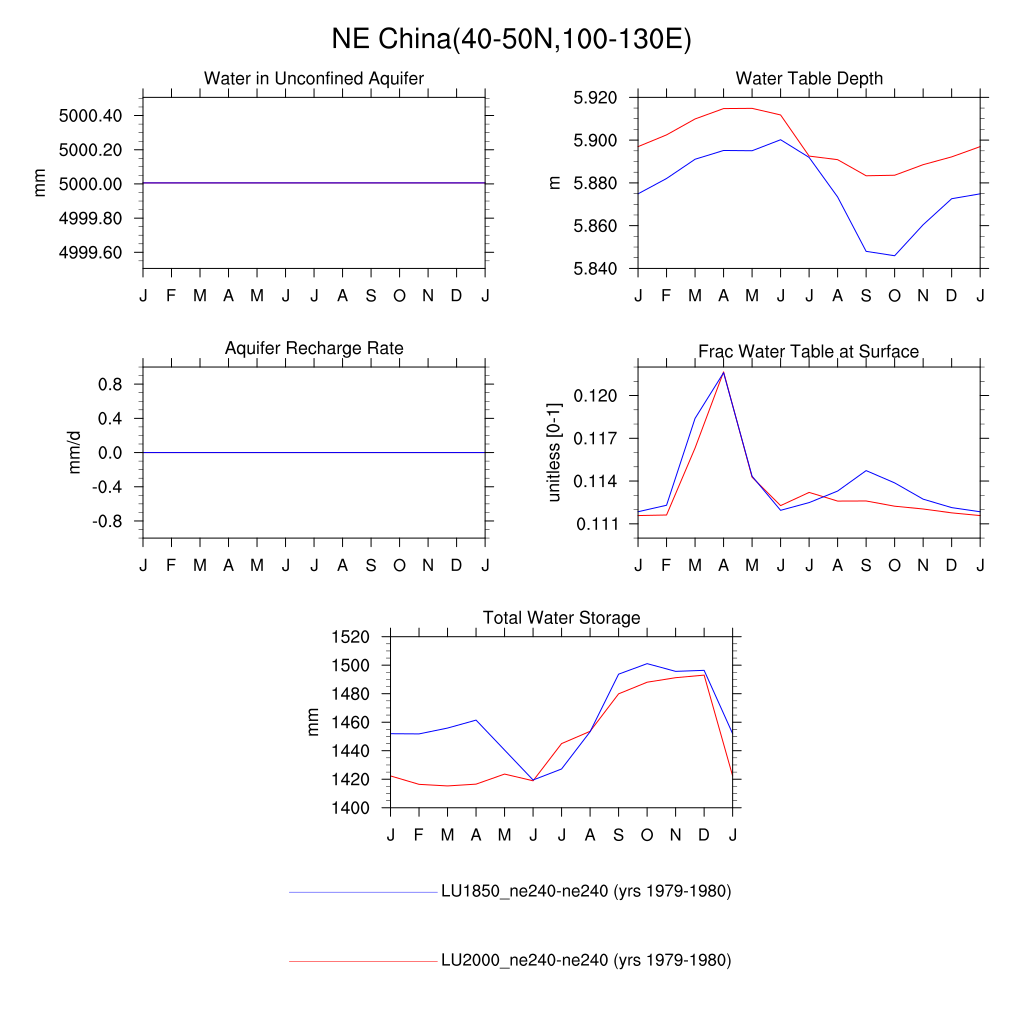 NE China(40-50N,100-130E)
Water in Unconfined Aquifer
5000.40
5000.20
5000.00
4999.80
4999.60
mm
J F M A M J J A S O N D J
Water Table Depth
5.920
5.900
5.880
5.860
5.840
m
J F M A M J J A S O N D J
Aquifer Recharge Rate
0.8
0.4
0.0
-0.4
-0.8
mm/d
J F M A M J J A S O N D J
Frac Water Table at Surface
0.120
0.117
0.114
0.111
unitless [0-1]
J F M A M J J A S O N D J
Total Water Storage
1520
1500
1480
1460
1440
1420
1400
mm
J F M A M J J A S O N D J
LU1850_ne240-ne240 (yrs 1979-1980)
LU2000_ne240-ne240 (yrs 1979-1980)